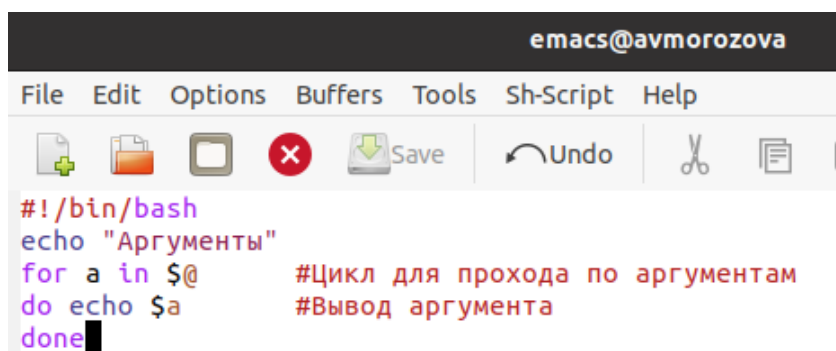 emacs@avmorozova
File Edit Options Buffers Tools Sh-Script Help
Save Undo
#!/bin/bash
echo "Аргументы"
for a in $@ #Цикл для прохода по аргументам
do echo $a #Вывод аргумента
done